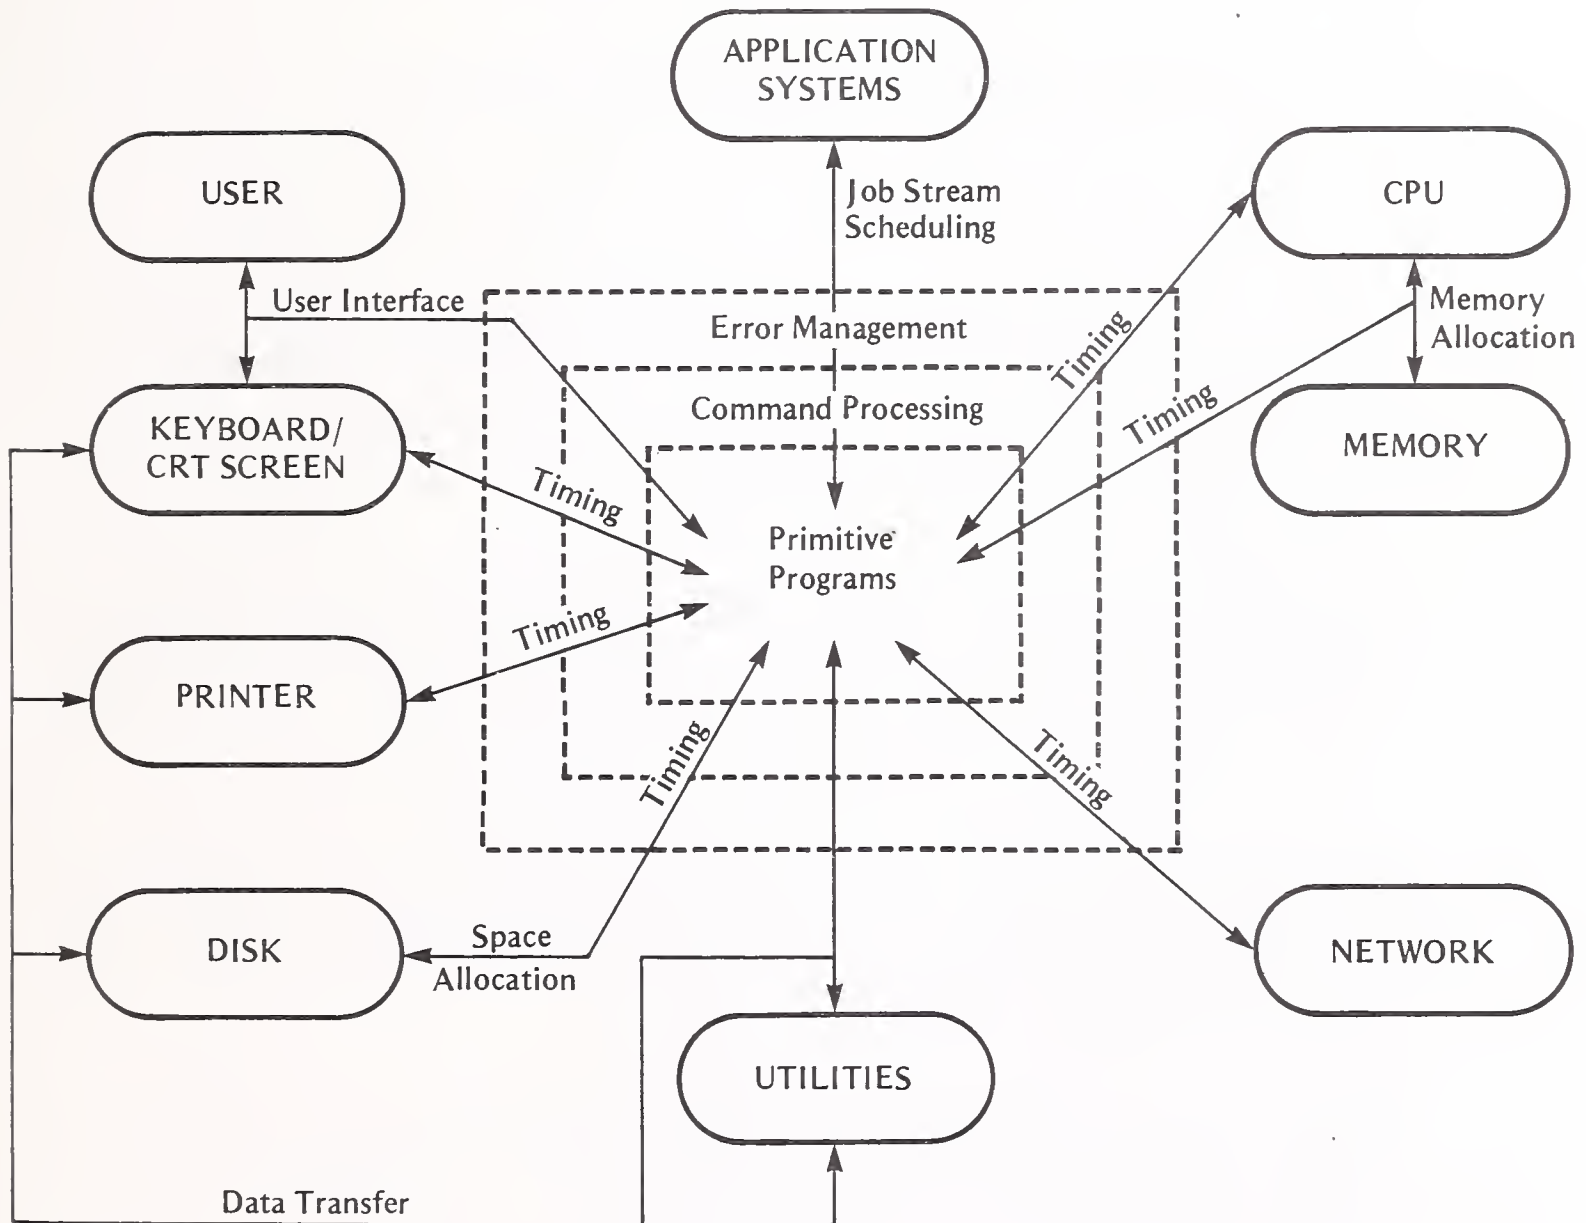 APPLICATION
SYSTEMS
USER
CPU
Job Stream
Scheduling
User Interface
Memory
Allocation
Error Management
Timing
Command Processing
Timing
KEYBOARD/
CRT SCREEN
MEMORY
Timing
Primitive
Programs
Timing
PRINTER
Timing
Timing
DISK
Space
Allocation
NETWORK
UTILITIES
Data Transfer